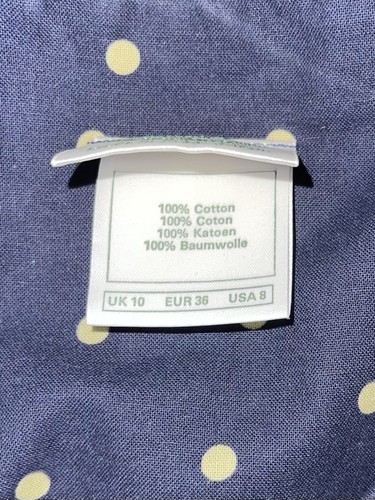 100% Cotton
100% Coton
100% Katoen
100% Baumwolle
UK 10 EUR 36 USA 8